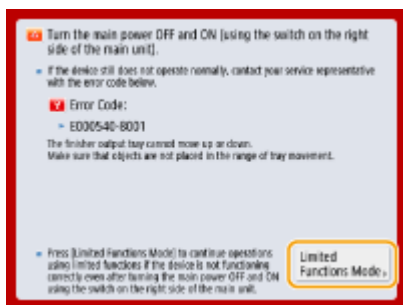 Turn the main power OFF and ON (using the switch on the right
side of the main unit).
If the device still does not operate normally, contact your service representative
with the error code below.
Error Code:
E000540-8001
The finisher output tray cannot move up or down.
Make sure that objects are not placed in the range of tray movement.
Press [Limited Functions Mode] to continue operations
using limited functions if the device is not functioning
correctly even after turning the main power OFF and ON
using the switch on the right side of the main unit.
Limited
Functions Mode